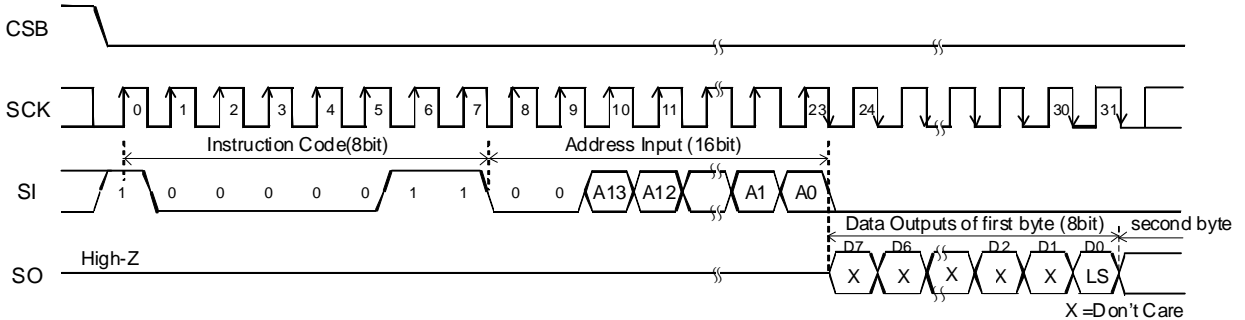 CSB
SCK 0 1 2 3 4 5 6 7 8 9 10 11 23 24 30 31
Instruction Code(8bit) Address Input (16bit)
SI 1 0 0 0 0 0 1 1 0 0 A13 A12 A1 A0
Data Outputs of first byte (8bit) second byte
High-Z D7 D6 D2 D1 D0
SO X X X X X LS
X =Don't Care